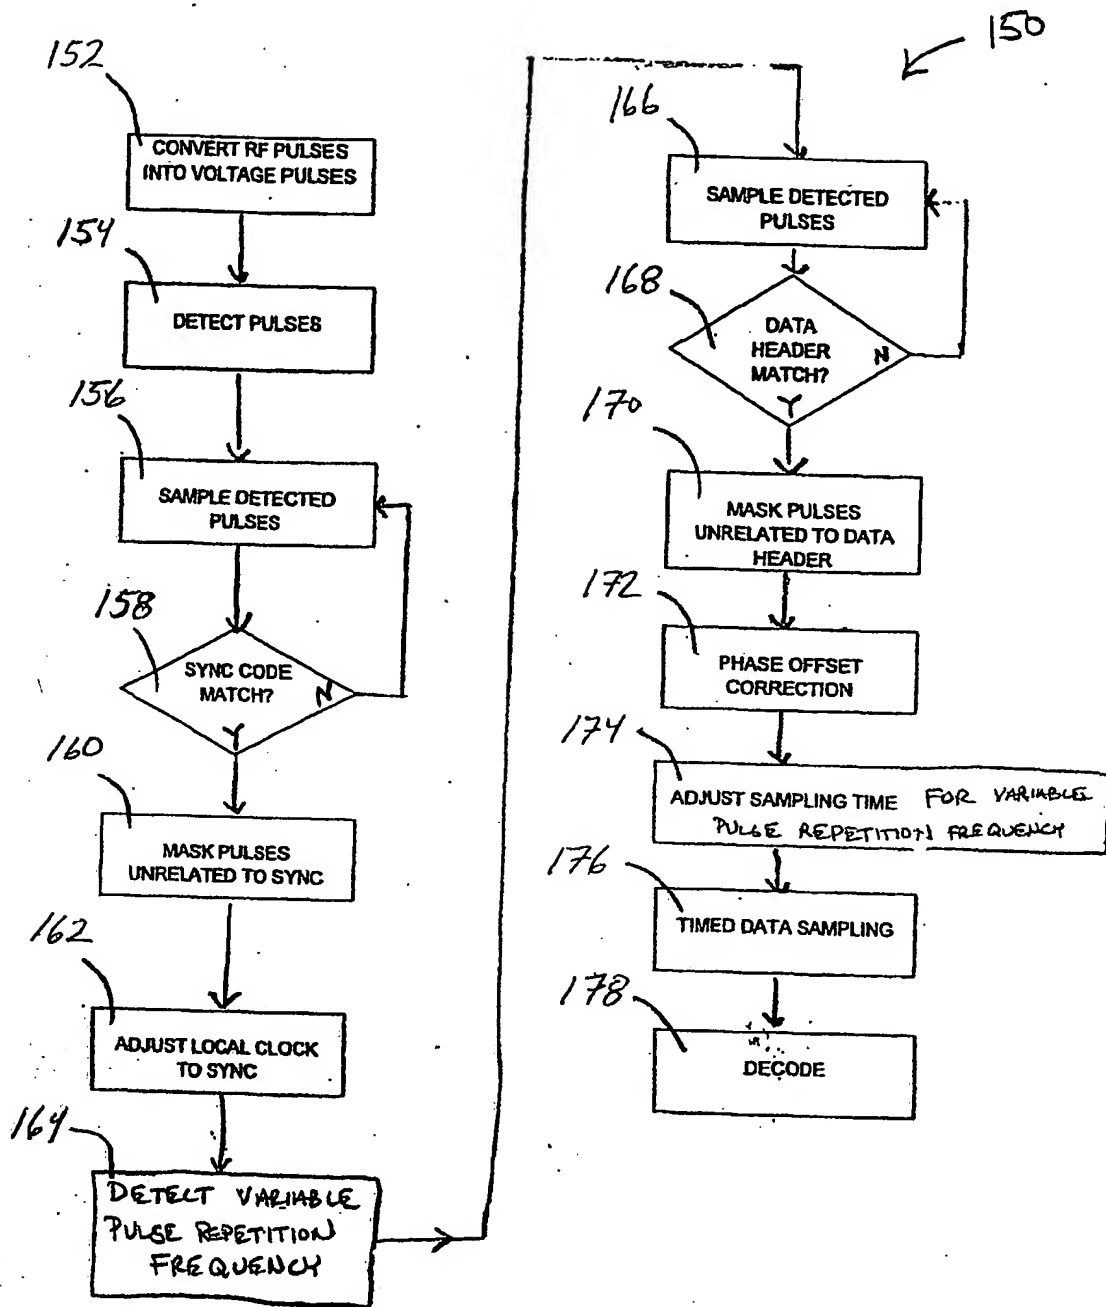 150
152
CONVERT RF PULSES
INTO VOLTAGE PULSES
154
DETECT PULSES
156
SAMPLE DETECTED
PULSES
158
SYNC CODE
MATCH?
N
Y
160
MASK PULSES
UNRELATED TO SYNC
162
ADJUST LOCAL CLOCK
TO SYNC
164
DETECT VARIABLE
PULSE REPETITION
FREQUENCY
166
SAMPLE DETECTED
PULSES
168
DATA
HEADER
MATCH?
N
Y
170
MASK PULSES
UNRELATED TO DATA
HEADER
172
PHASE OFFSET
CORRECTION
174
ADJUST SAMPLING TIME FOR VARIABLE
PULSE REPETITION FREQUENCY
176
TIMED DATA SAMPLING
178
DECODE